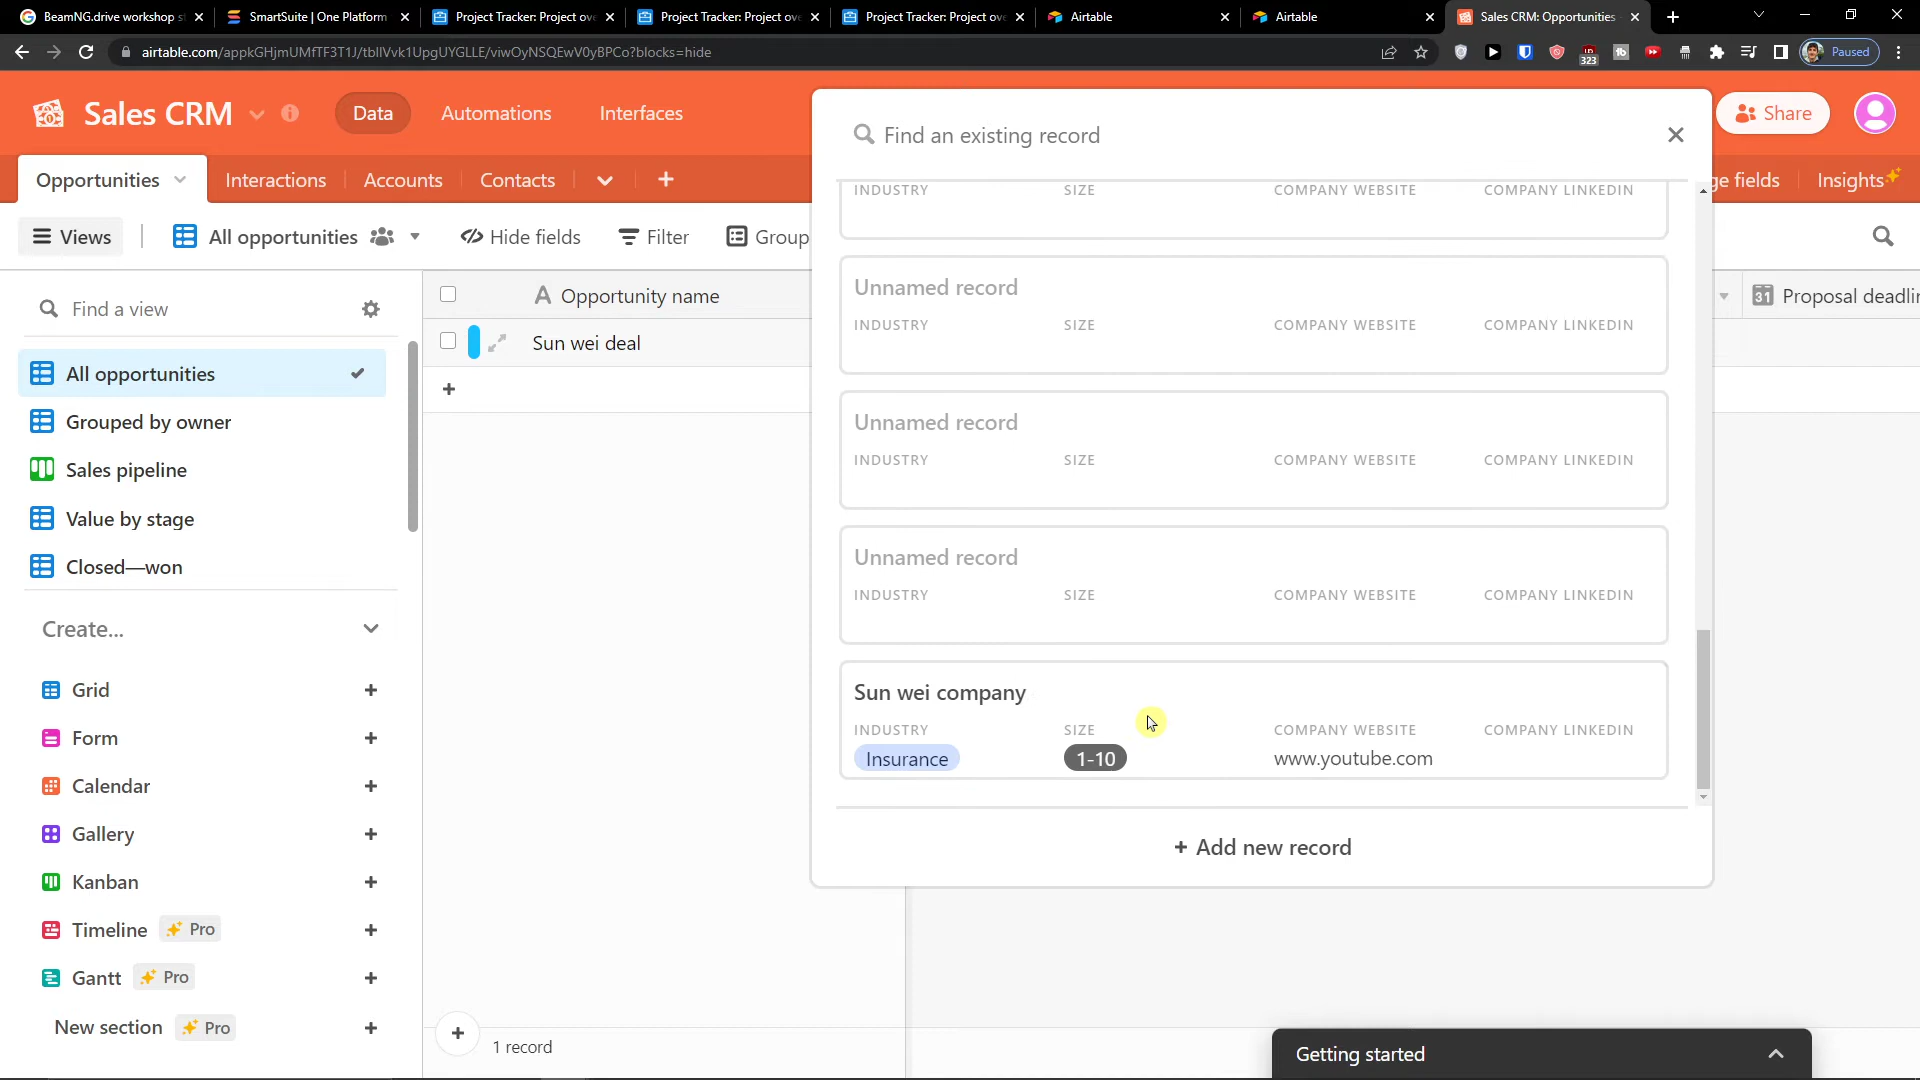 BeamNG.drive workshop s
SmartSuite | One Platform
Project Tracker: Project ov
Project Tracker: Project ov
Project Tracker: Project ov
Airtable
Airtable
Sales CRM: Opportunities
airtable.com/appkGHjmUMfTF3T1J/tblIVvk1UpgUYGLLE/viwOyNSQEwV0yBPCo?blocks=hide
323
Paused
Sales CRM
Data
Automations
Interfaces
Share
Opportunities
Interactions
Accounts
Contacts
ge fields
Insights
Views
All opportunities
Hide fields
Filter
Group
Find a view
All opportunities
Grouped by owner
Sales pipeline
Value by stage
Closed—won
Create...
Grid
Form
Calendar
Gallery
Kanban
Timeline Pro
Gantt Pro
New section Pro
Opportunity name
Sun wei deal
1 record
Proposal deadlin
Find an existing record
INDUSTRY SIZE COMPANY WEBSITE COMPANY LINKEDIN
Unnamed record
INDUSTRY SIZE COMPANY WEBSITE COMPANY LINKEDIN
Unnamed record
INDUSTRY SIZE COMPANY WEBSITE COMPANY LINKEDIN
Unnamed record
INDUSTRY SIZE COMPANY WEBSITE COMPANY LINKEDIN
Sun wei company
INDUSTRY SIZE COMPANY WEBSITE COMPANY LINKEDIN
Insurance 1-10 www.youtube.com
+ Add new record
Getting started